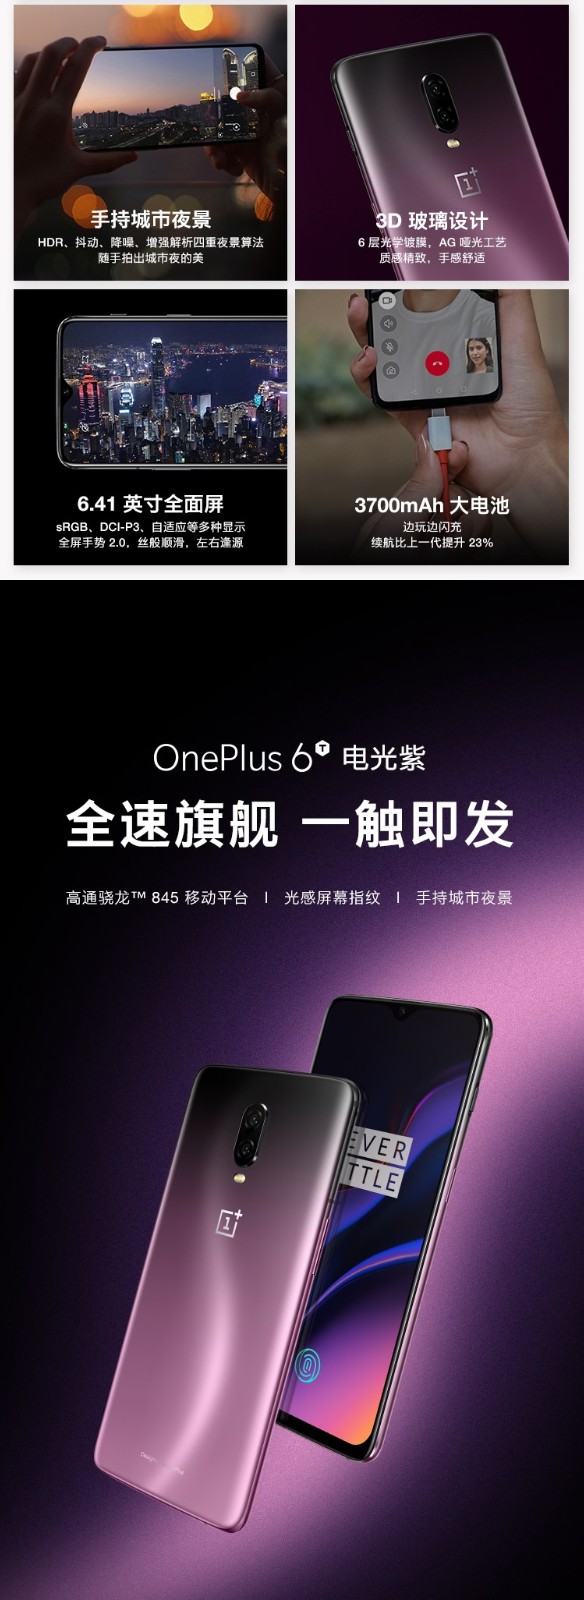 手持城市夜景
HDR、抖动、降噪、增强解析四重夜景算法
随手拍出城市夜的美
3D 玻璃设计
6 层光学镀膜，AG 哑光工艺
质感精致，手感舒适
6.41 英寸全面屏
sRGB、DCI-P3、自适应等多种显示
全屏手势 2.0，丝般顺滑，左右逢源
3700mAh 大电池
边玩边闪充
续航比上一代提升 23%
OnePlus 6T 电光紫
全速旗舰 一触即发
高通骁龙™ 845 移动平台 | 光感屏幕指纹 | 手持城市夜景
EVER
TTLE